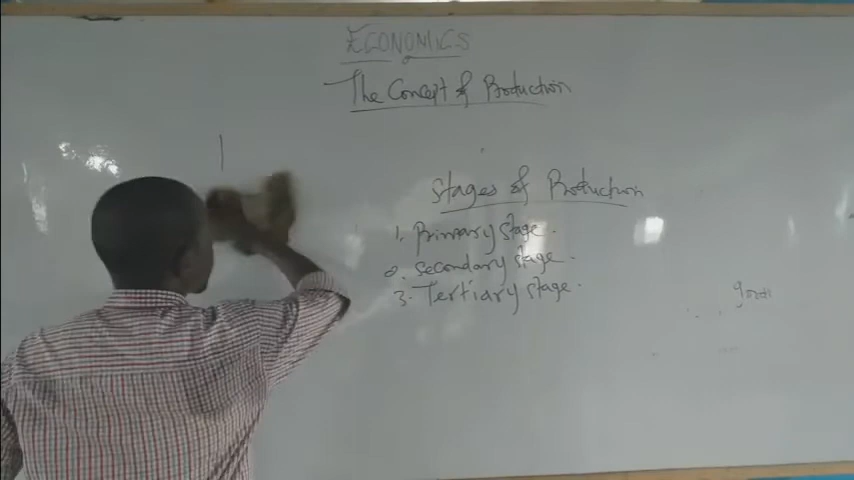 ECONOMICS
The Concept of Production
Stages of Production
1. Primary stage.
2. Secondary stage.
3. Tertiary stage.